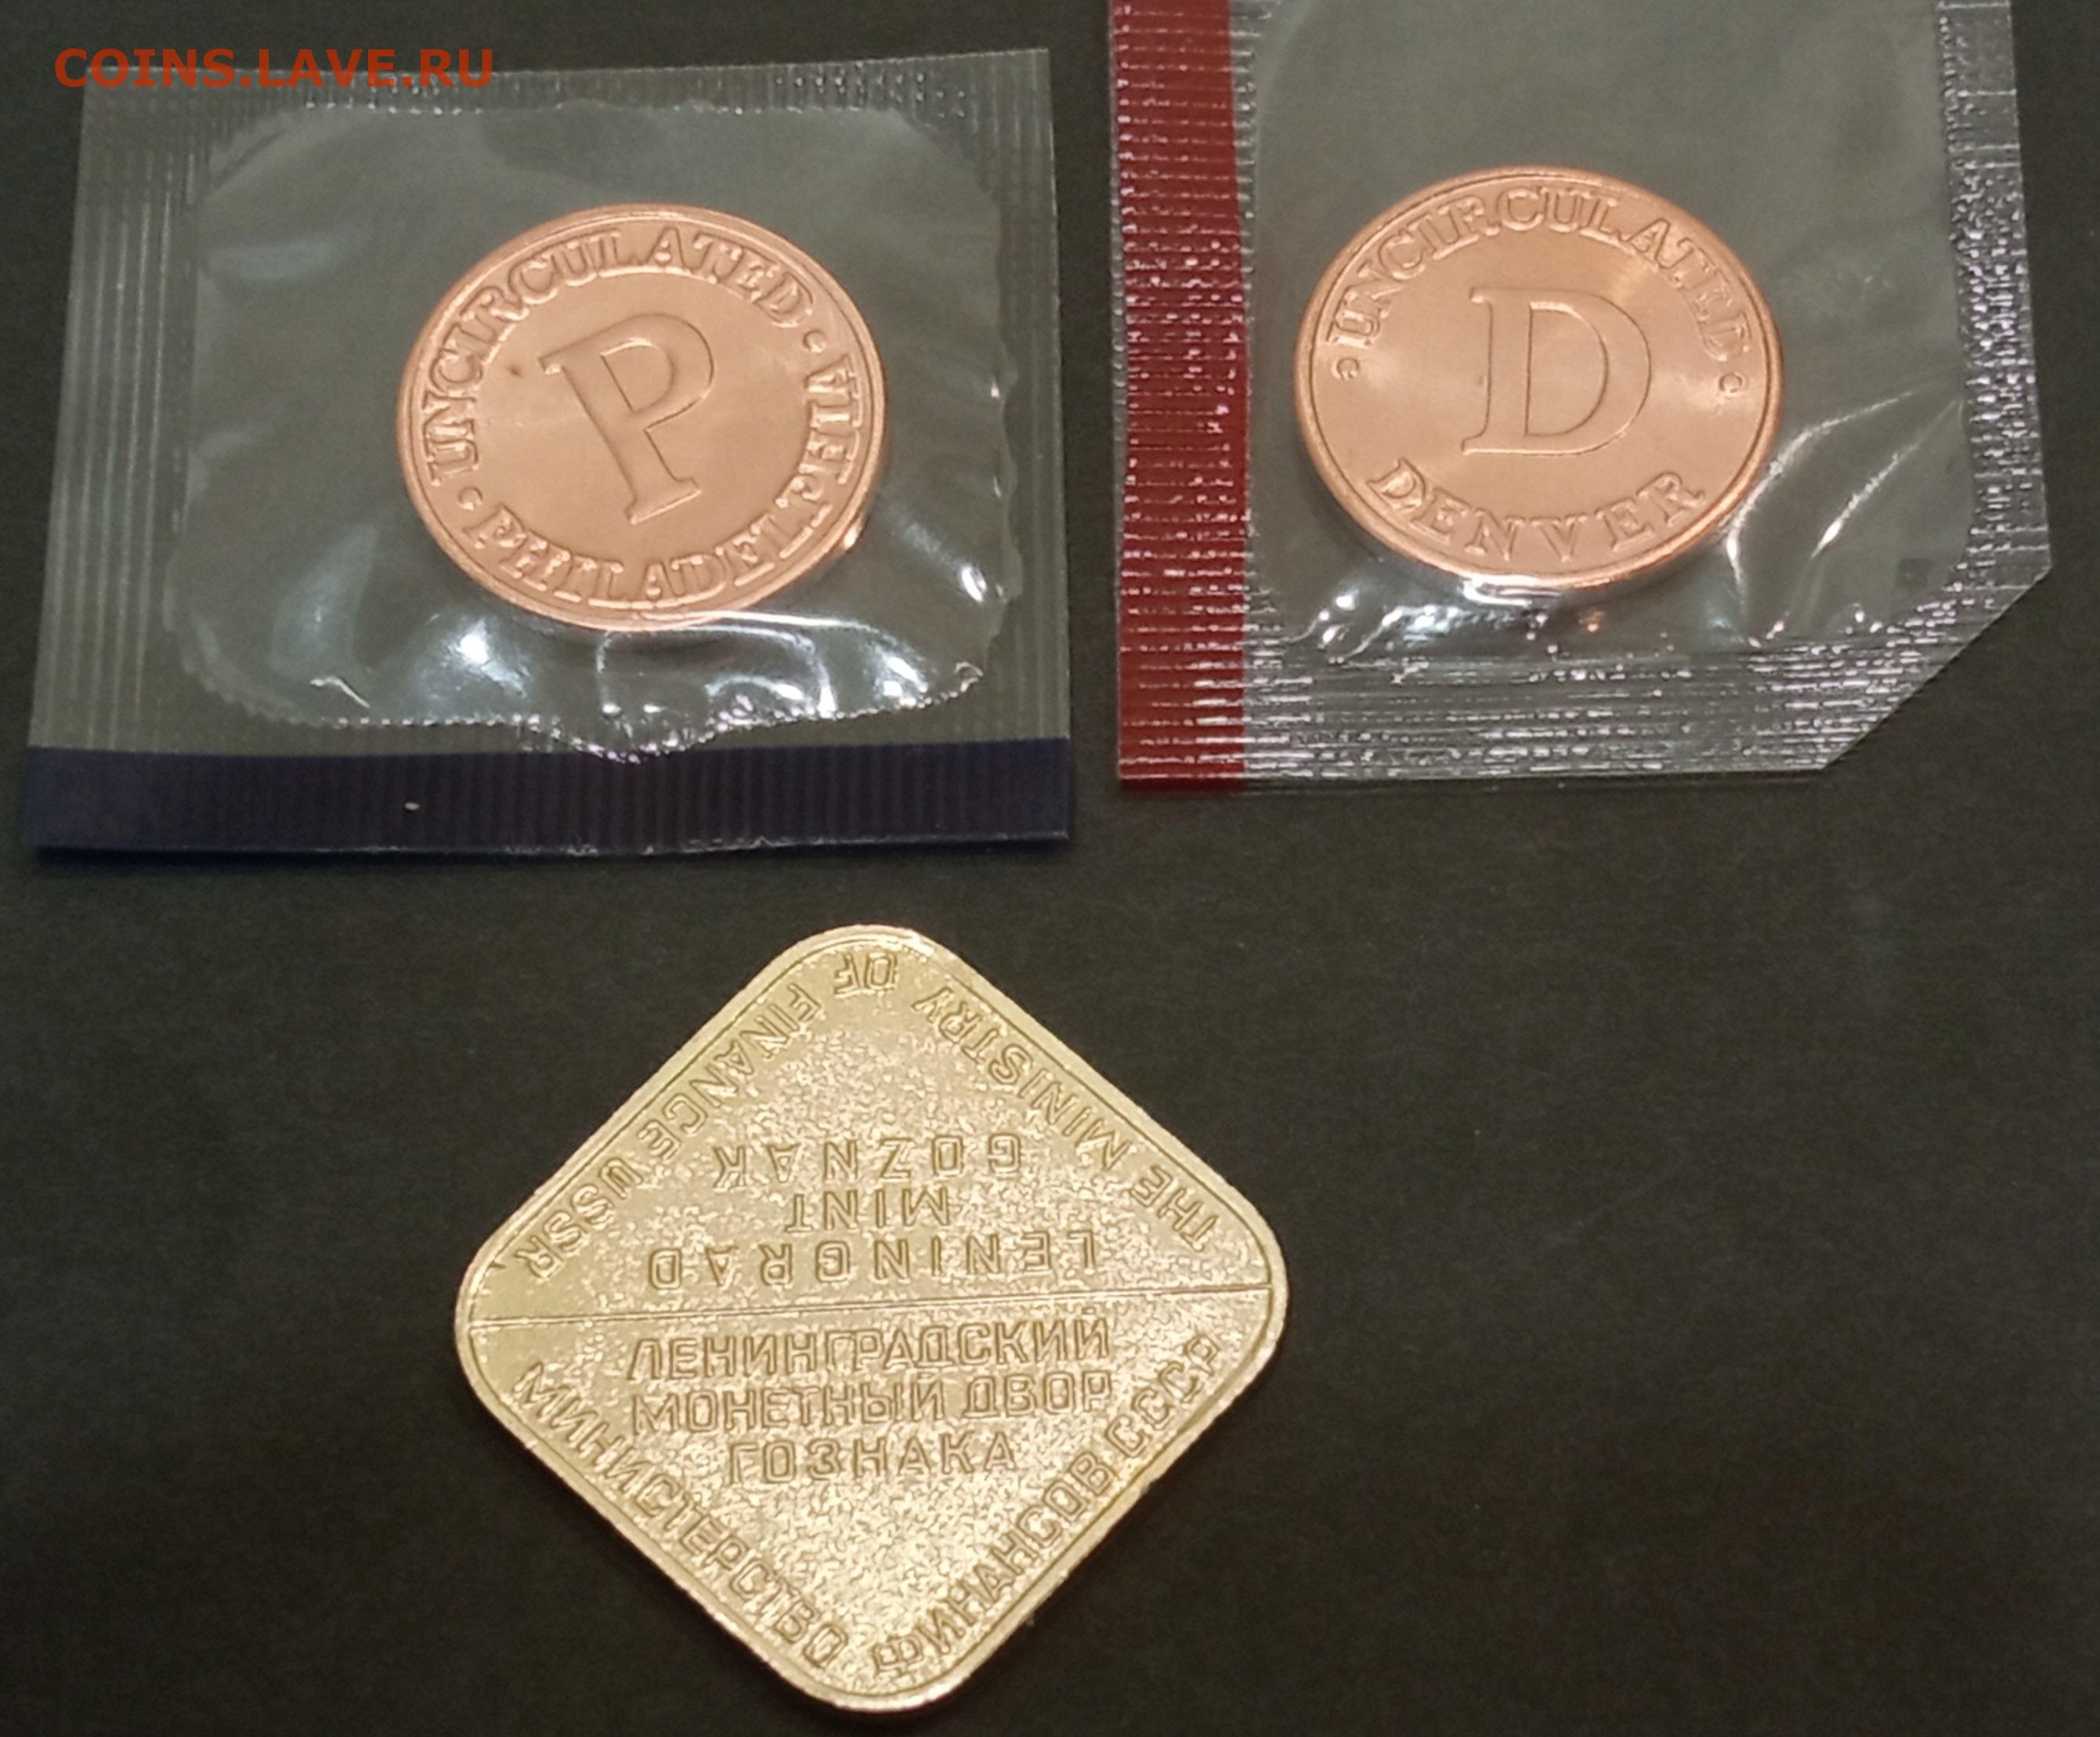 COINS.LAVE.RU
UNCIRCULATED
P
PHILADELPHIA
UNCIRCULATED
D
DENVER
THE MINISTRY OF FINANCE USSR
LENINGRAD
MINT
GOZNAK
ЛЕНИНГРАДСКИЙ
МОНЕТНЫЙ ДВОР
ГОЗНАКА
МИНИСТЕРСТВО ФИНАНСОВ СССР